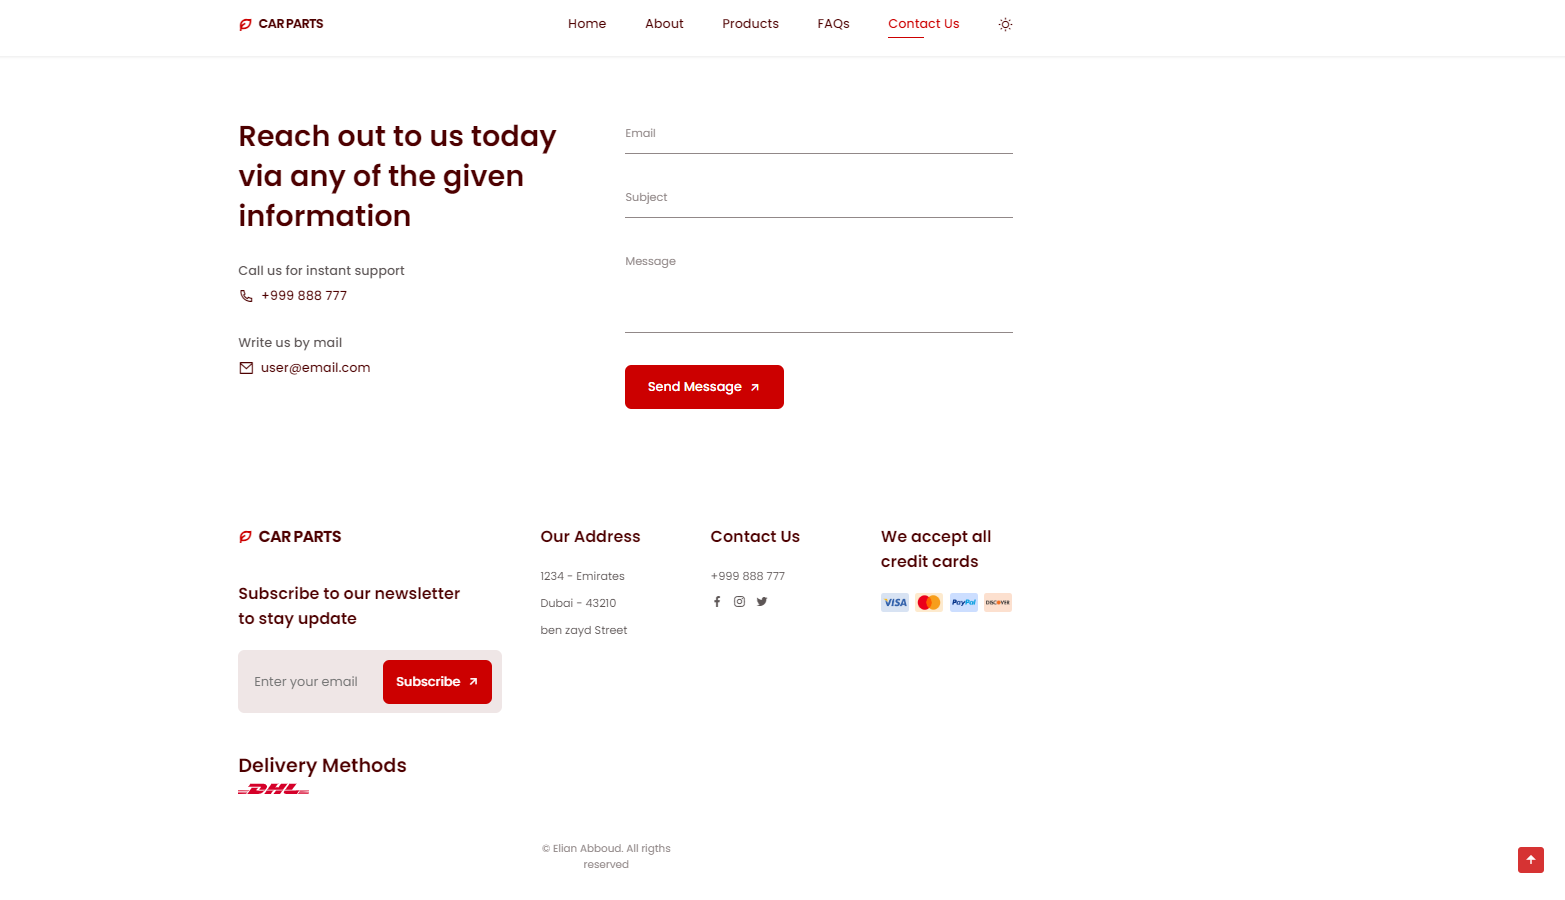 CAR PARTS
Home About Products FAQs Contact Us
Reach out to us today
via any of the given
information
Call us for instant support
+999 888 777
Write us by mail
user@email.com
Email
Subject
Message
Send Message
CAR PARTS
Subscribe to our newsletter
to stay update
Enter your email Subscribe
Delivery Methods
DHL
Our Address
1234 - Emirates
Dubai - 43210
ben zayd Street
Contact Us
+999 888 777
We accept all
credit cards
VISA PayPal DISCOVER
© Elian Abboud. All rigths
reserved